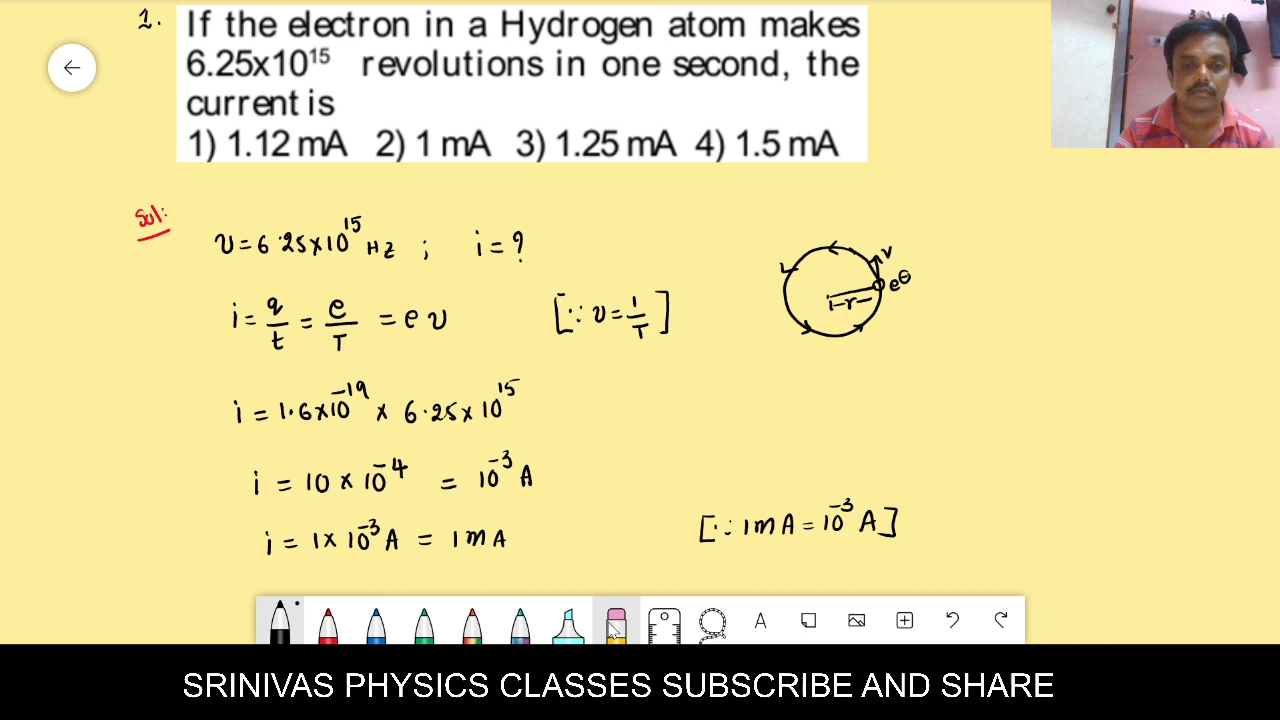 1. If the electron in a Hydrogen atom makes
6.25x10¹⁵ revolutions in one second, the
current is
1) 1.12 mA 2) 1 mA 3) 1.25 mA 4) 1.5 mA
Sol:
υ = 6.25×10¹⁵ Hz ; i = ?
i = q/t = e/T = e υ [∵ υ = 1/T]
v
e⊖
r
i = 1.6×10⁻¹⁹ × 6.25×10¹⁵
i = 10 × 10⁻⁴ = 10⁻³ A
i = 1×10⁻³ A = 1 mA [∵ 1mA = 10⁻³ A]
A
SRINIVAS PHYSICS CLASSES SUBSCRIBE AND SHARE